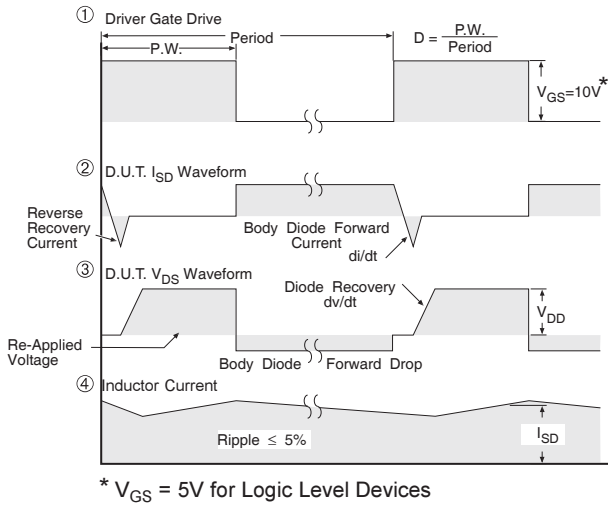 ① Driver Gate Drive
Period
P.W.
D = P.W.
Period
V_GS=10V*
② D.U.T. I_SD Waveform
Reverse
Recovery
Current
Body Diode Forward
Current
di/dt
③ D.U.T. V_DS Waveform
Diode Recovery
dv/dt
V_DD
Re-Applied
Voltage
Body Diode Forward Drop
④ Inductor Current
Ripple ≤ 5%
I_SD
* V_GS = 5V for Logic Level Devices